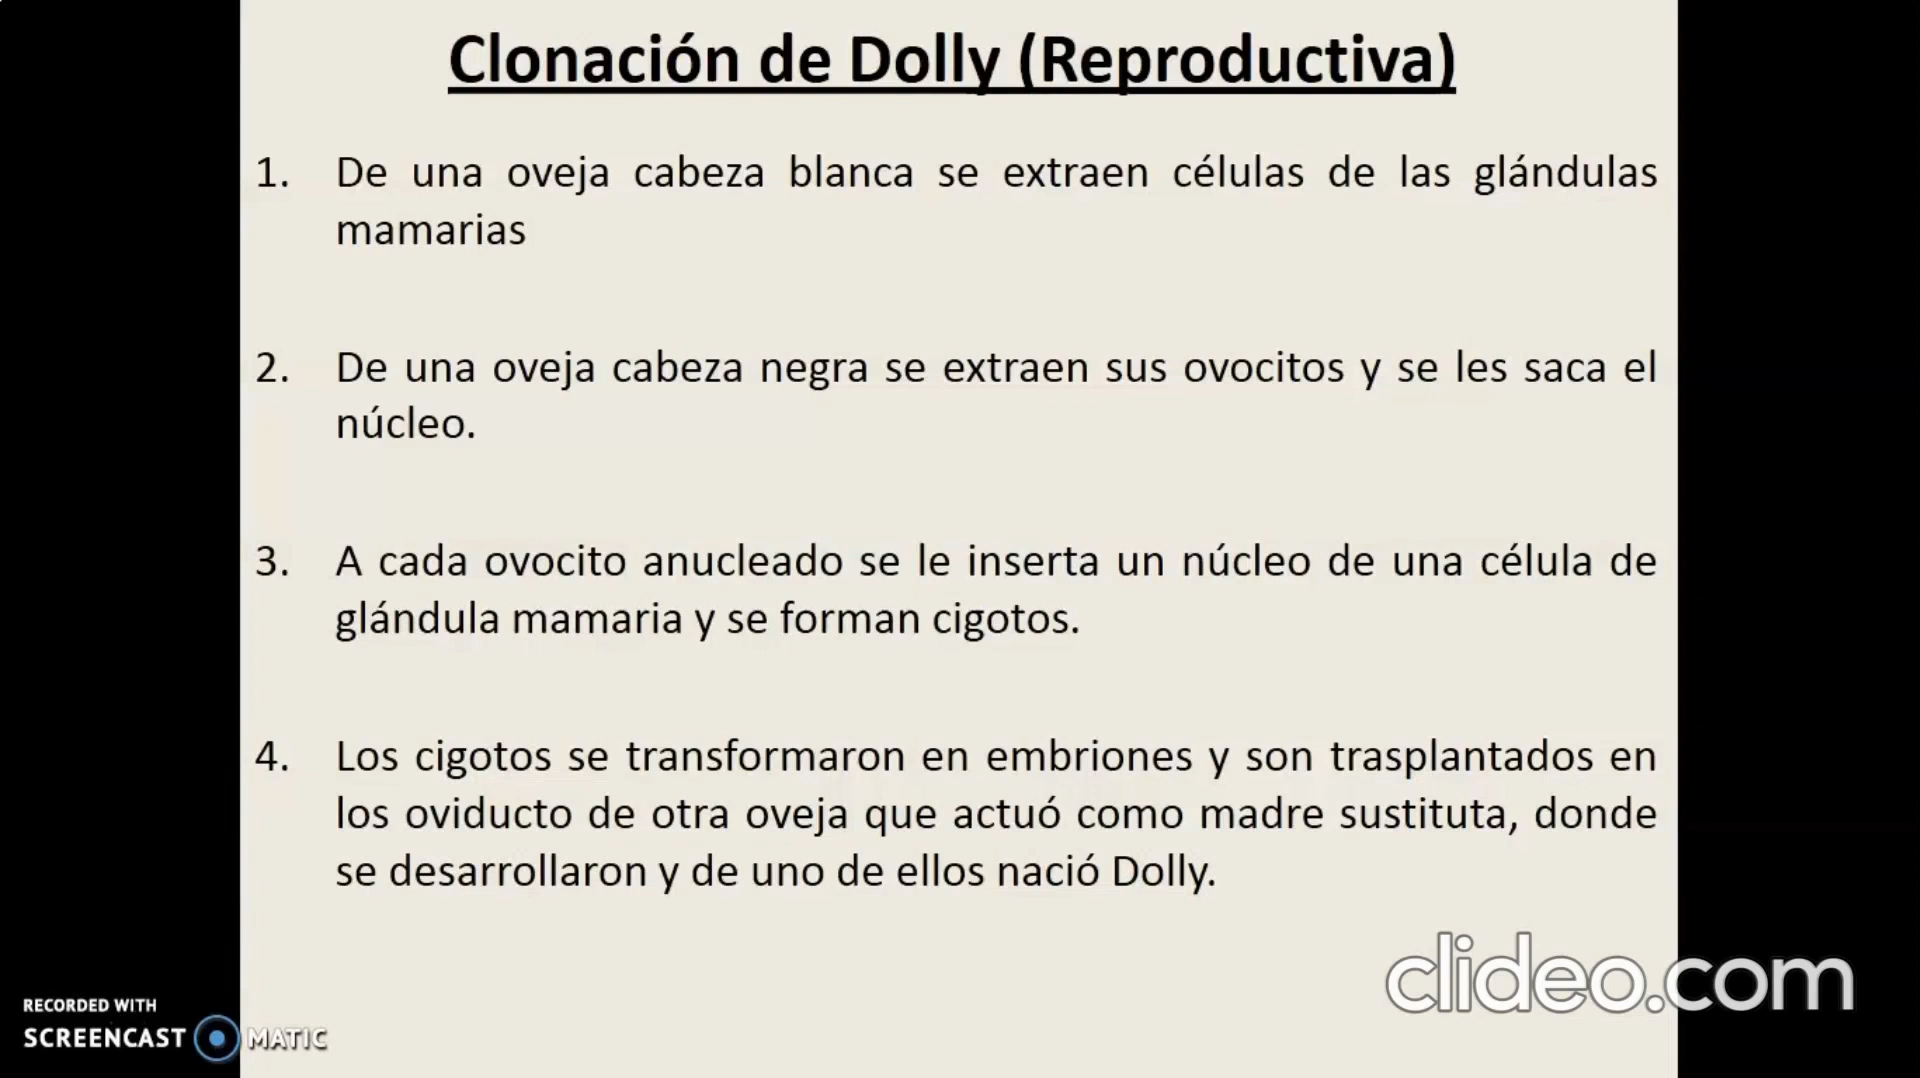 Clonación de Dolly (Reproductiva)
1. De una oveja cabeza blanca se extraen células de las glándulas
mamarias
2. De una oveja cabeza negra se extraen sus ovocitos y se les saca el
núcleo.
3. A cada ovocito anucleado se le inserta un núcleo de una célula de
glándula mamaria y se forman cigotos.
4. Los cigotos se transformaron en embriones y son trasplantados en
los oviducto de otra oveja que actuó como madre sustituta, donde
se desarrollaron y de uno de ellos nació Dolly.
clideo.com
RECORDED WITH
SCREENCAST MATIC